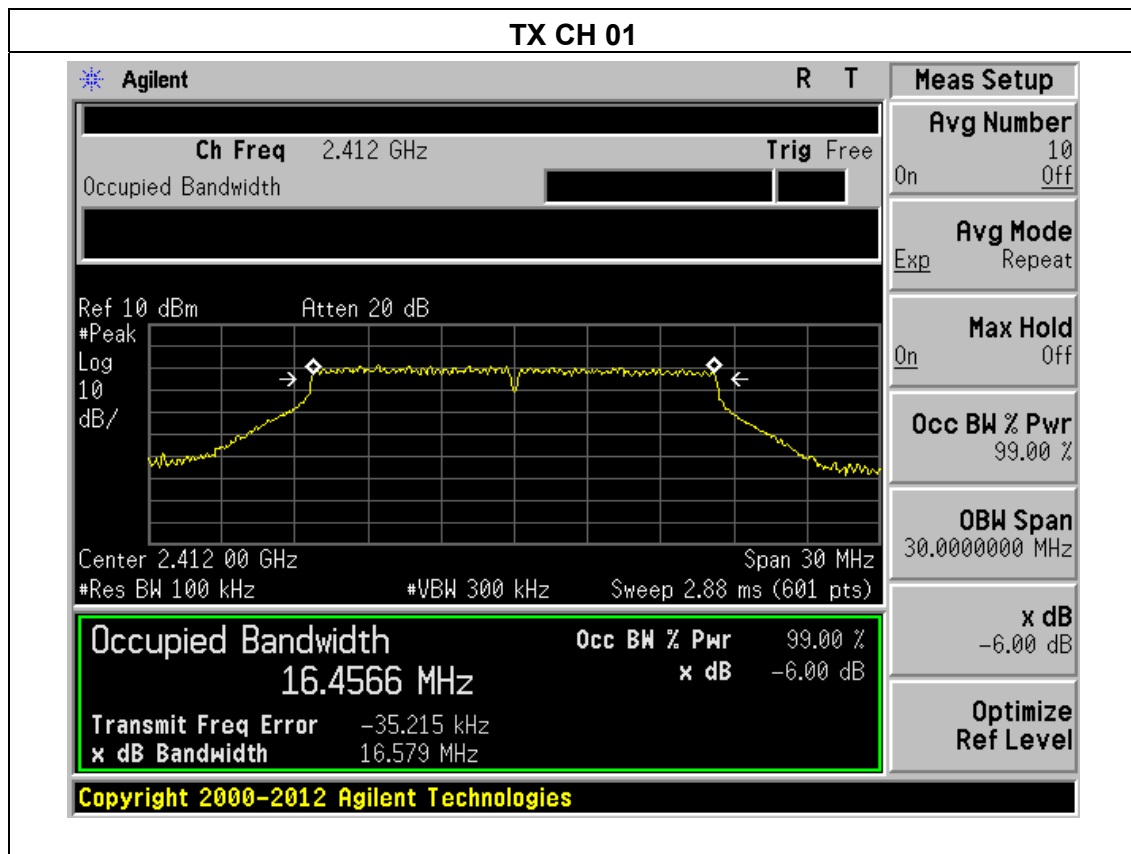 TX CH 01
Agilent R T
Meas Setup
Ch Freq 2.412 GHz Trig Free
Occupied Bandwidth
Avg Number
10
On Off
Avg Mode
Exp Repeat
Max Hold
On Off
Occ BW % Pwr
99.00 %
OBW Span
30.0000000 MHz
x dB
-6.00 dB
Optimize
Ref Level
Ref 10 dBm Atten 20 dB
#Peak
Log
10
dB/
Center 2.412 00 GHz Span 30 MHz
#Res BW 100 kHz #VBW 300 kHz Sweep 2.88 ms (601 pts)
Occupied Bandwidth Occ BW % Pwr 99.00 %
16.4566 MHz x dB -6.00 dB
Transmit Freq Error -35.215 kHz
x dB Bandwidth 16.579 MHz
Copyright 2000-2012 Agilent Technologies